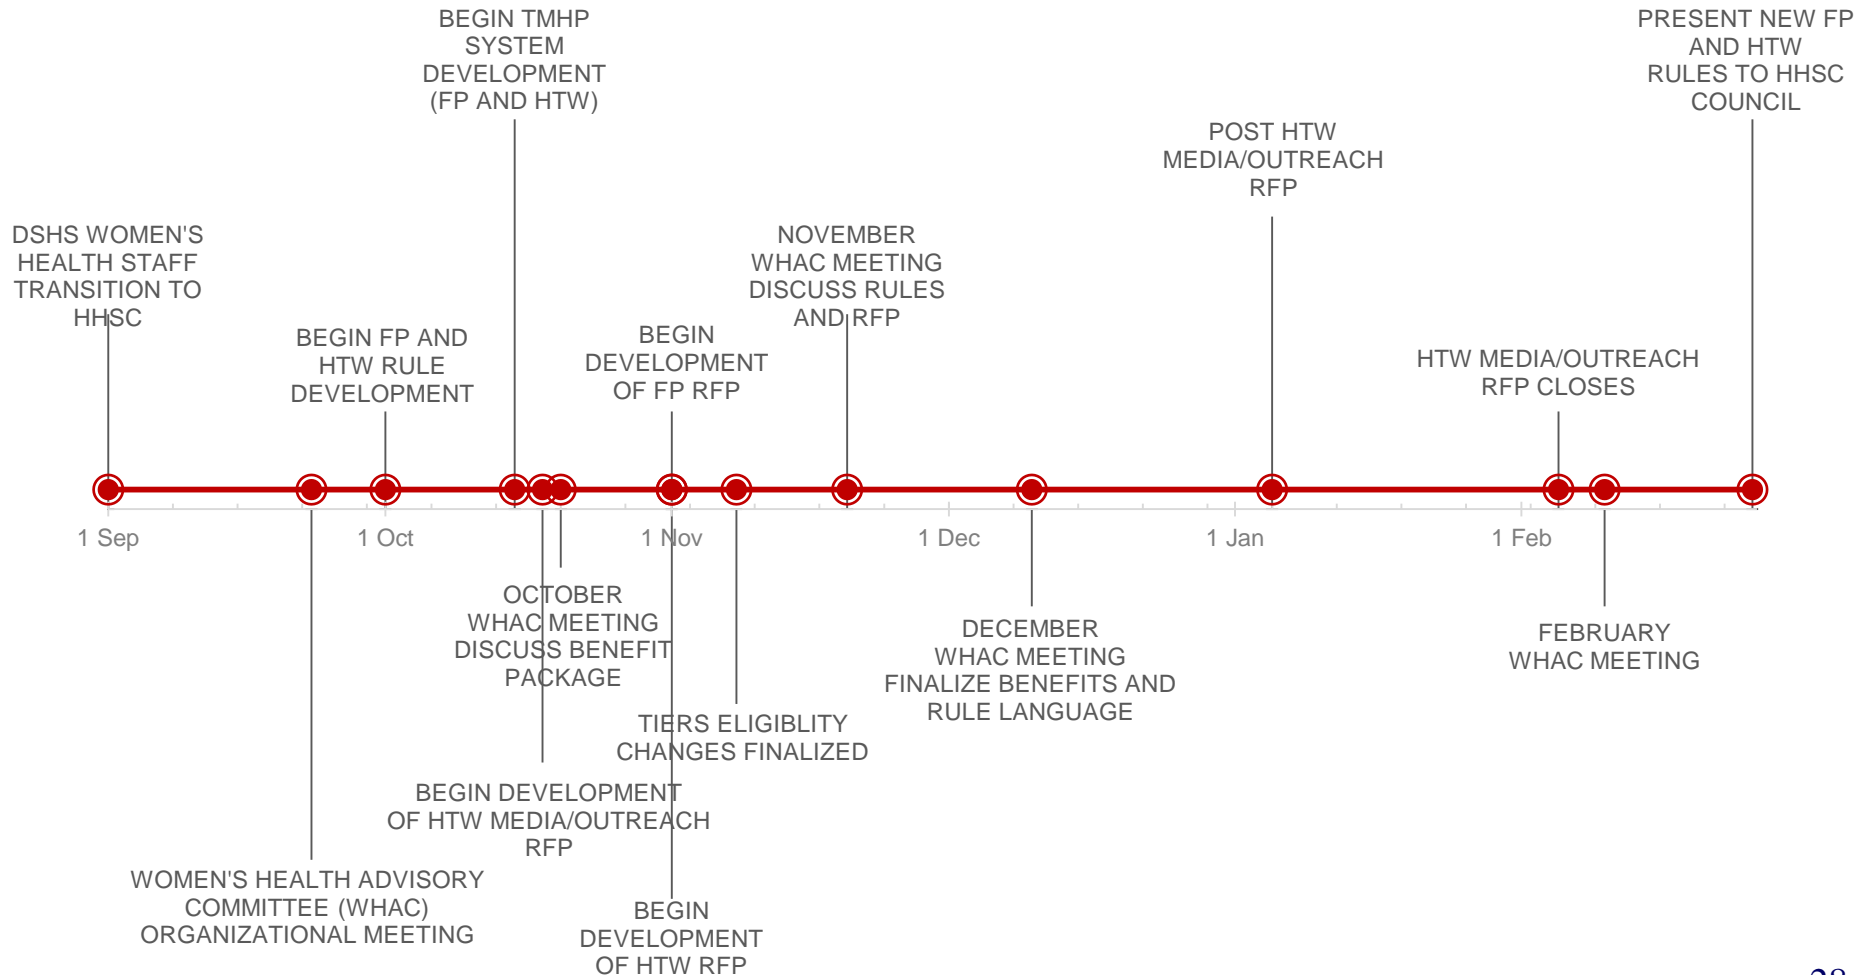 BEGIN TMHP
SYSTEM
DEVELOPMENT
(FP AND HTW)
PRESENT NEW FP
AND HTW
RULES TO HHSC
COUNCIL
POST HTW
MEDIA/OUTREACH
RFP
DSHS WOMEN'S
HEALTH STAFF
TRANSITION TO
HHSC
NOVEMBER
WHAC MEETING
DISCUSS RULES
AND RFP
BEGIN FP AND
HTW RULE
DEVELOPMENT
BEGIN
DEVELOPMENT
OF FP RFP
HTW MEDIA/OUTREACH
RFP CLOSES
1 Sep
1 Oct
1 Nov
1 Dec
1 Jan
1 Feb
OCTOBER
WHAC MEETING
DISCUSS BENEFIT
PACKAGE
DECEMBER
WHAC MEETING
FINALIZE BENEFITS AND
RULE LANGUAGE
FEBRUARY
WHAC MEETING
TIERS ELIGIBLITY
CHANGES FINALIZED
BEGIN DEVELOPMENT
OF HTW MEDIA/OUTREACH
RFP
WOMEN'S HEALTH ADVISORY
COMMITTEE (WHAC)
ORGANIZATIONAL MEETING
BEGIN
DEVELOPMENT
OF HTW RFP
28